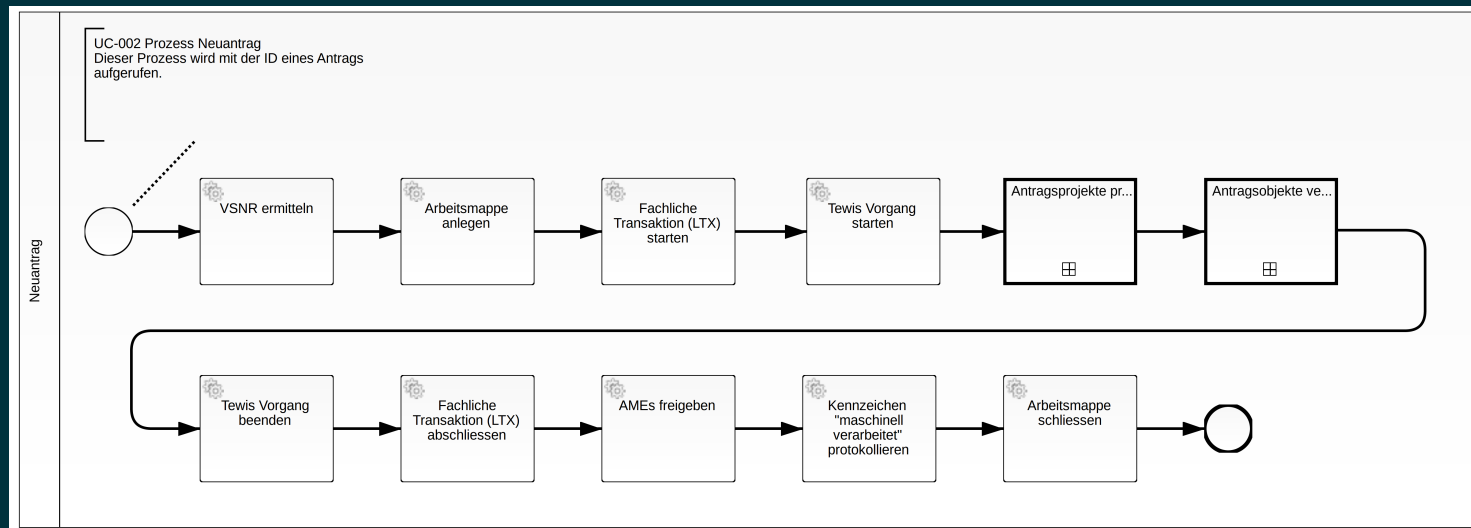 UC-002 Prozess Neuantrag
Dieser Prozess wird mit der ID eines Antrags
aufgerufen.
Neuantrag
VSNR ermitteln
Arbeitsmappe
anlegen
Fachliche
Transaktion (LTX)
starten
Tewis Vorgang
starten
Antragsprojekte pr...
Antragsobjekte ve...
Tewis Vorgang
beenden
Fachliche
Transaktion (LTX)
abschliessen
AMEs freigeben
Kennzeichen
"maschinell
verarbeitet"
protokollieren
Arbeitsmappe
schliessen